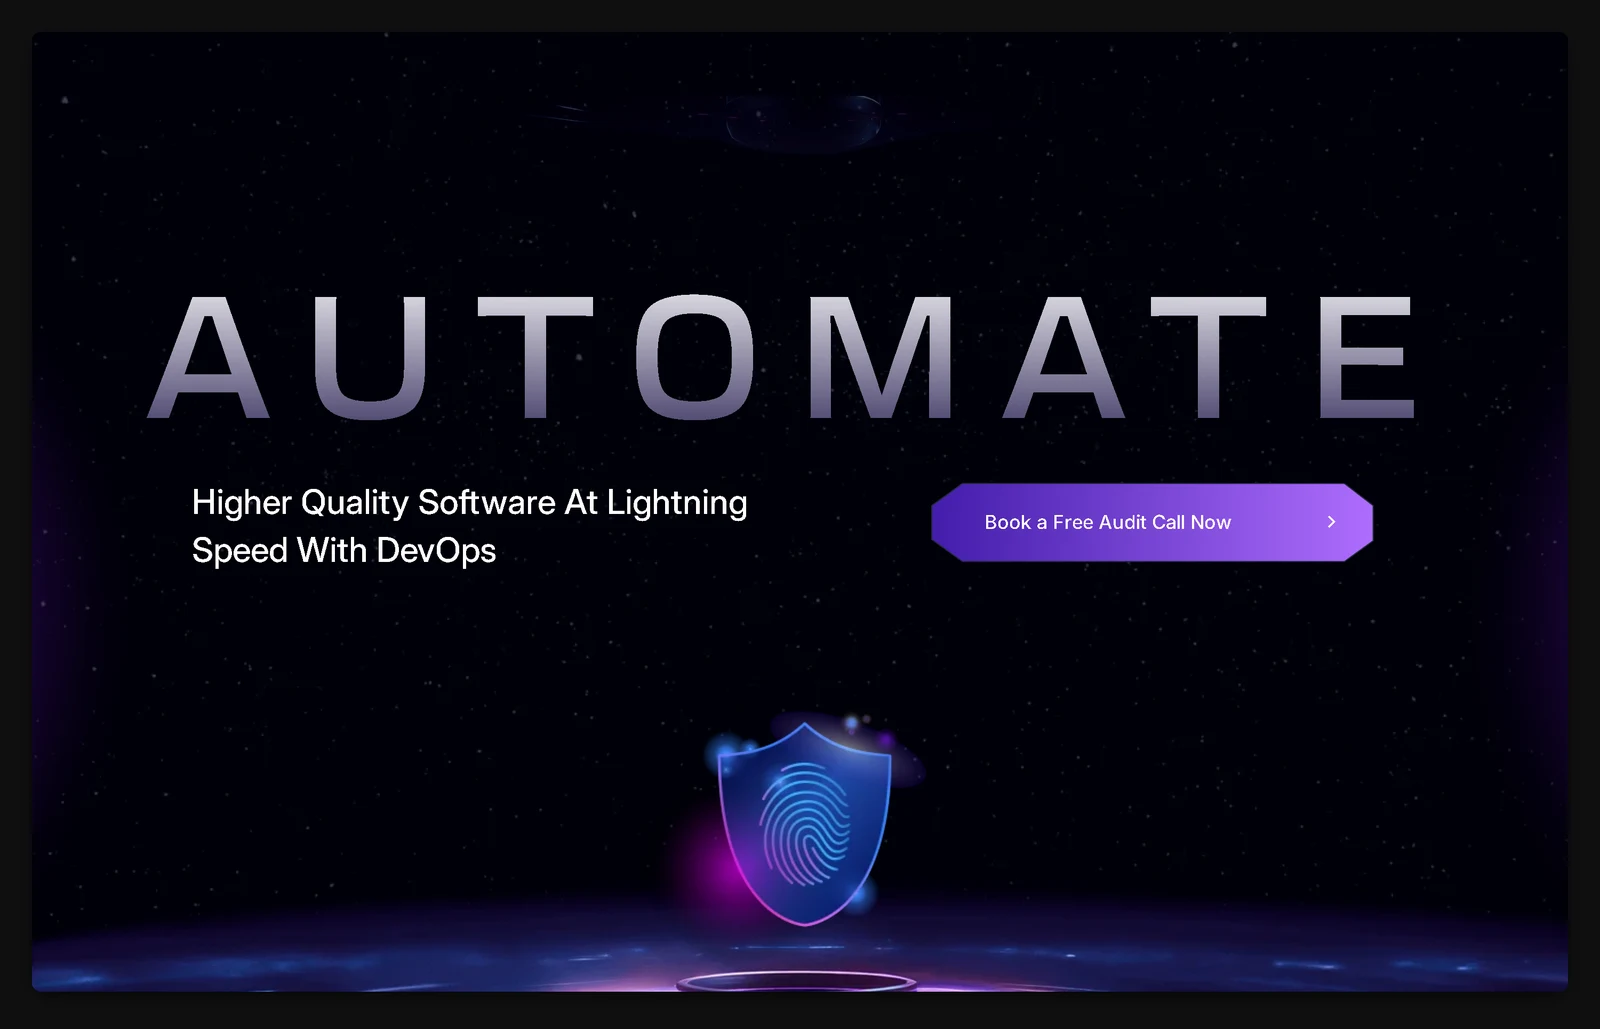 AUTOMATE
Higher Quality Software At Lightning
Speed With DevOps
Book a Free Audit Call Now